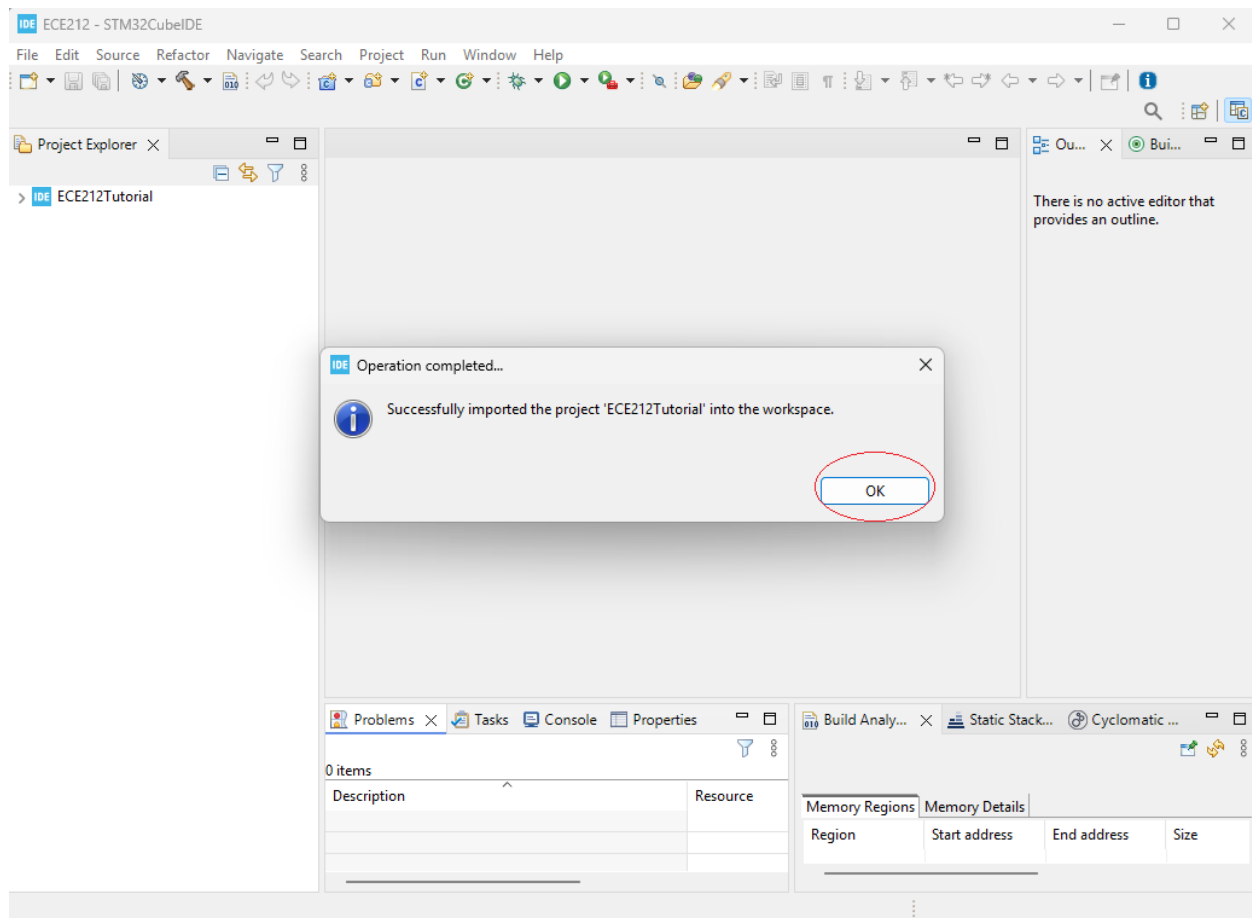 IDE ECE212 - STM32CubeIDE
File Edit Source Refactor Navigate Search Project Run Window Help
Project Explorer
Ou...
Bui...
IDE ECE212Tutorial
There is no active editor that
provides an outline.
IDE Operation completed...
Successfully imported the project 'ECE212Tutorial' into the workspace.
OK
Problems
Tasks
Console
Properties
0 items
Description
Resource
Build Analy...
Static Stack...
Cyclomatic ...
Memory Regions
Memory Details
Region
Start address
End address
Size